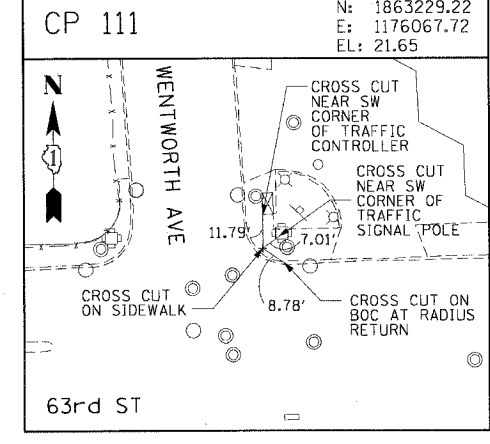 CP 111
N: 1863229.22
E: 1176067.72
EL: 21.65
N
1
WENTWORTH AVE
CROSS CUT
NEAR SW
CORNER
OF TRAFFIC
CONTROLLER
CROSS CUT
NEAR SW
CORNER OF
TRAFFIC
SIGNAL POLE
11.79'
7.01'
CROSS CUT
ON SIDEWALK
8.78'
CROSS CUT ON
BOC AT RADIUS
RETURN
63rd ST